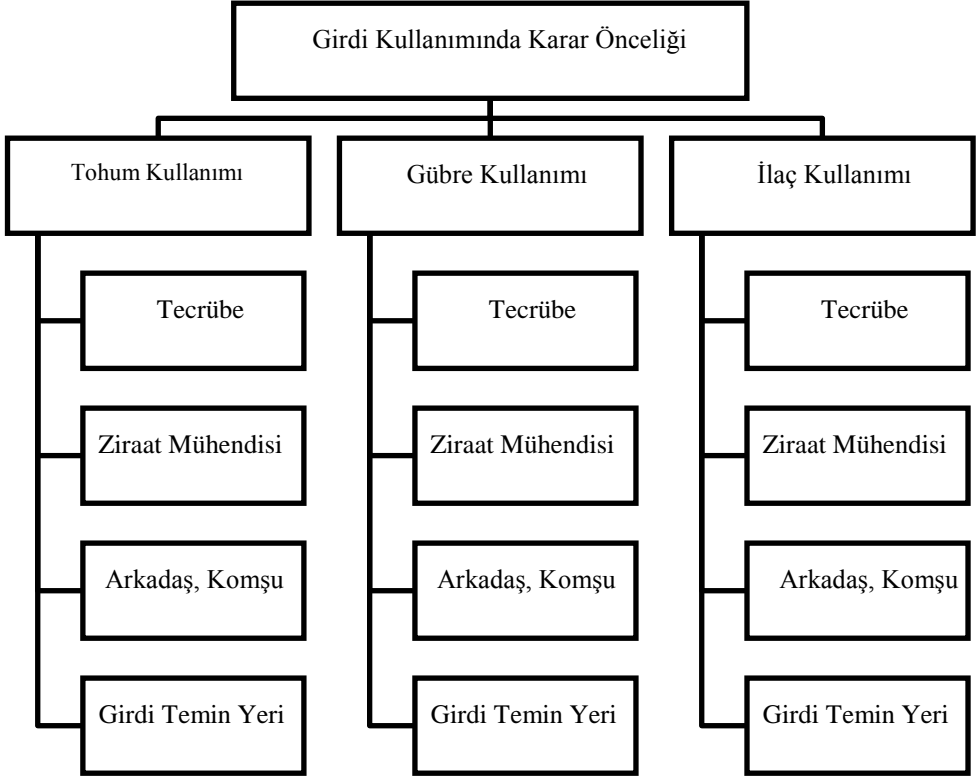 Girdi Kullanımında Karar Önceliği
Tohum Kullanımı
Gübre Kullanımı
İlaç Kullanımı
Tecrübe
Tecrübe
Tecrübe
Ziraat Mühendisi
Ziraat Mühendisi
Ziraat Mühendisi
Arkadaş, Komşu
Arkadaş, Komşu
Arkadaş, Komşu
Girdi Temin Yeri
Girdi Temin Yeri
Girdi Temin Yeri